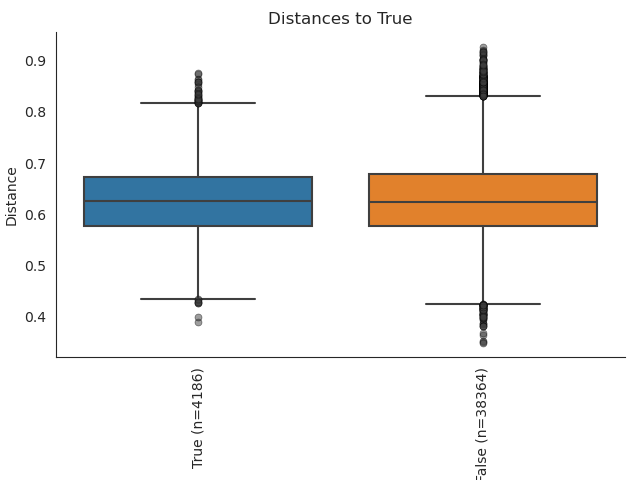 Distances to True
Distance
0.9
0.8
0.7
0.6
0.5
0.4
True (n=4186)
False (n=38364)